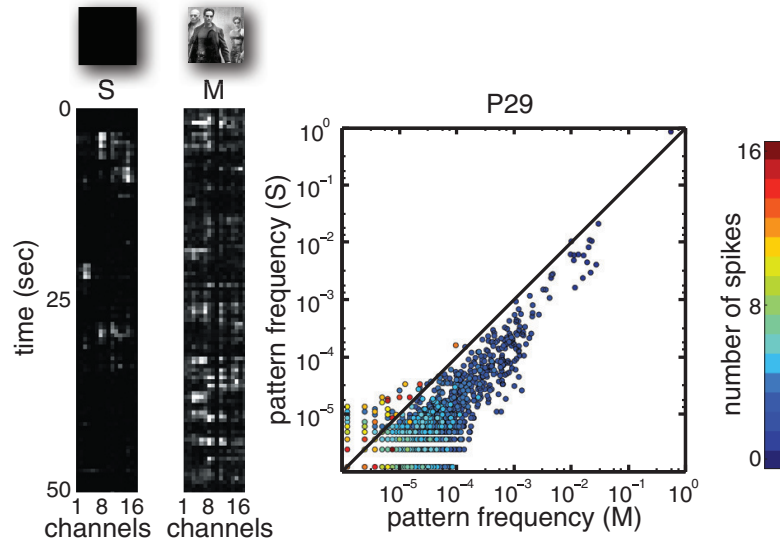 S
M
0
25
50
time (sec)
1 8 16
channels
1 8 16
channels
P29
10^0
10^-1
10^-2
10^-3
10^-4
10^-5
pattern frequency (S)
10^-5 10^-4 10^-3 10^-2 10^-1 10^0
pattern frequency (M)
16
8
0
number of spikes